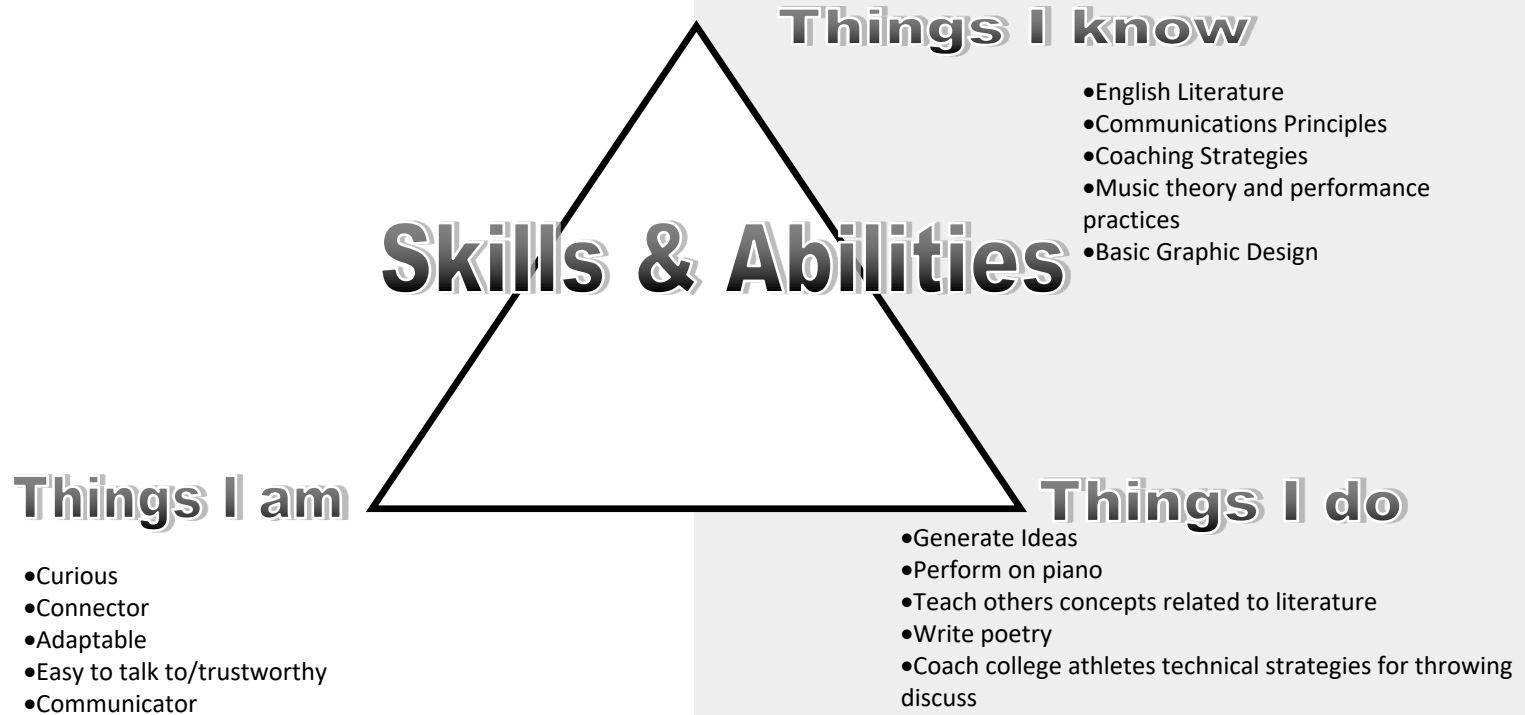 Things I know
•English Literature
•Communications Principles
•Coaching Strategies
•Music theory and performance
practices
•Basic Graphic Design
Skills & Abilities
Things I am
•Curious
•Connector
•Adaptable
•Easy to talk to/trustworthy
•Communicator
Things I do
•Generate Ideas
•Perform on piano
•Teach others concepts related to literature
•Write poetry
•Coach college athletes technical strategies for throwing
discuss